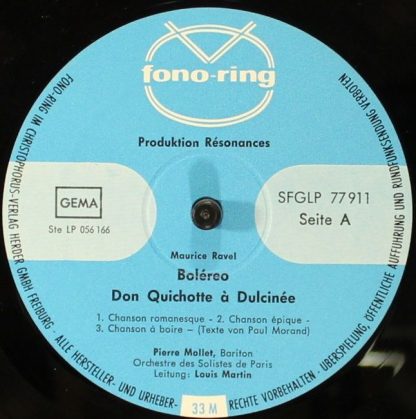 fono-ring
Produktion Résonances
GEMA
Ste LP 056 166
SFGLP 77 911
Seite A
Maurice Ravel
Boléreo
Don Quichotte à Dulcinée
1. Chanson romanesque - 2. Chanson épique -
3. Chanson à boire – (Texte von Paul Morand)
Pierre Mollet, Bariton
Orchestre des Solistes de Paris
Leitung: Louis Martin
33 M
FONO-RING IM CHRISTOPHORUS-VERLAG HERDER GMBH FREIBURG · ALLE HERSTELLER- UND URHEBER- RECHTE VORBEHALTEN · ÜBERSPIELUNG, ÖFFENTLICHE AUFFÜHRUNG UND RUNDFUNKSENDUNG VERBOTEN